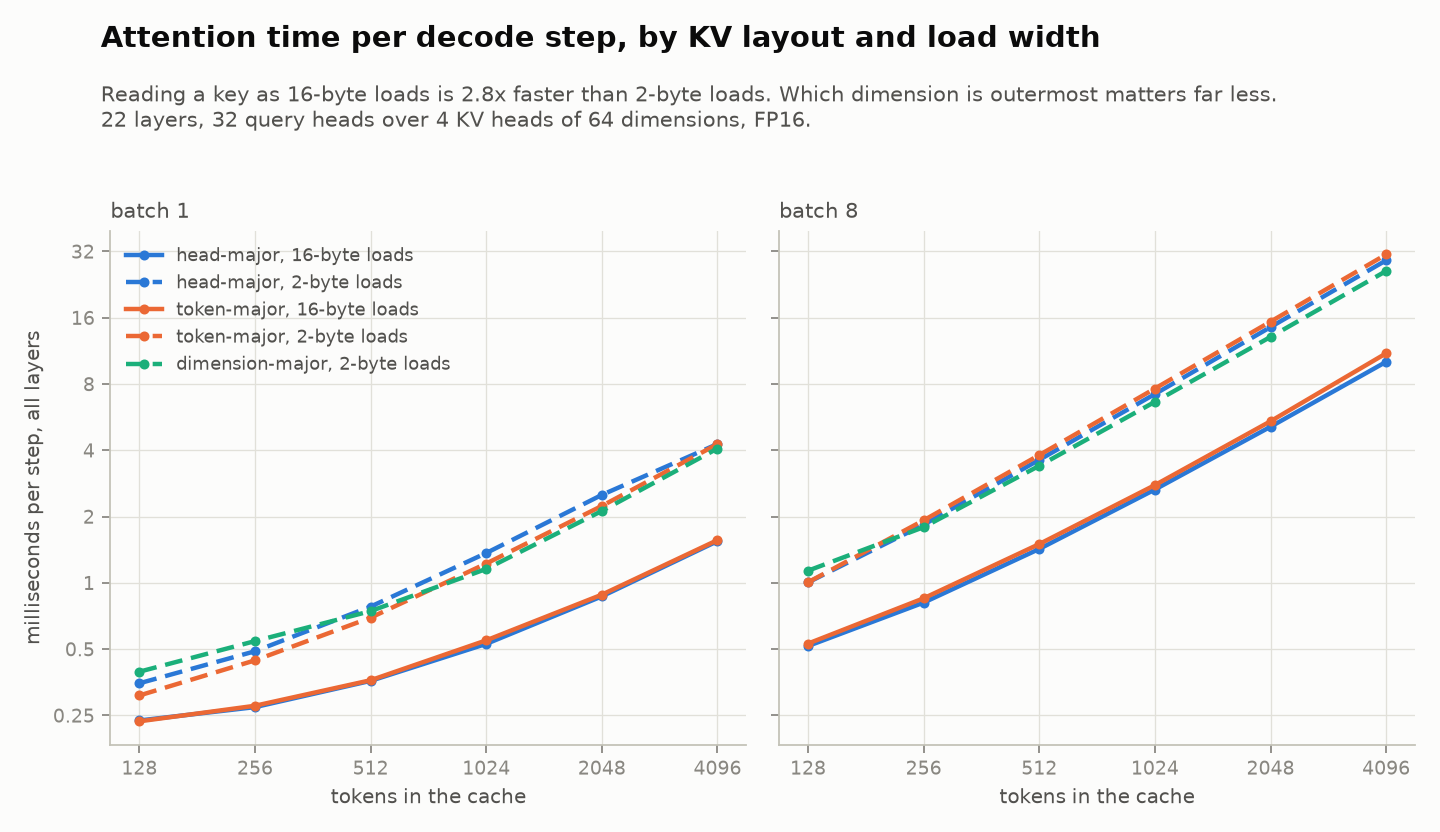 Attention time per decode step, by KV layout and load width
Reading a key as 16-byte loads is 2.8x faster than 2-byte loads. Which dimension is outermost matters far less.
22 layers, 32 query heads over 4 KV heads of 64 dimensions, FP16.
batch 1
head-major, 16-byte loads
head-major, 2-byte loads
token-major, 16-byte loads
token-major, 2-byte loads
dimension-major, 2-byte loads
milliseconds per step, all layers
32
16
8
4
2
1
0.5
0.25
128 256 512 1024 2048 4096
tokens in the cache
batch 8
128 256 512 1024 2048 4096
tokens in the cache